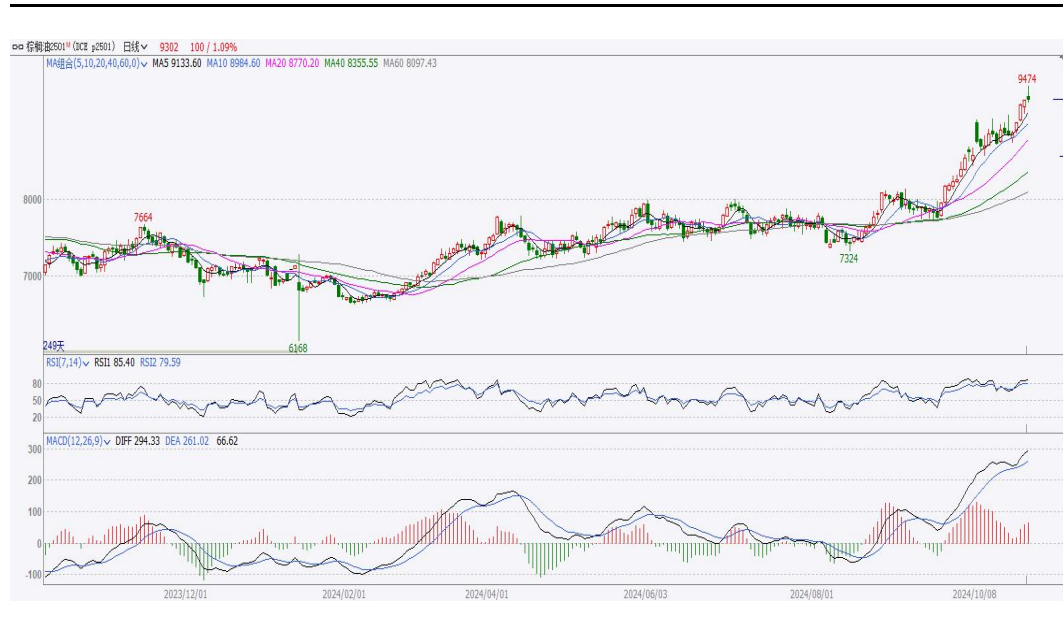 棕榈油2501M (DCE p2501) 日线 9302 100 / 1.09%
MA组合(5,10,20,40,60,0) MA5 9133.60 MA10 8984.60 MA20 8770.20 MA40 8355.55 MA60 8097.43
9474
8000
7664
7324
7000
249天
6168
RSI(7,14) RSI1 85.40 RSI2 79.59
80
50
20
MACD(12,26,9) DIFF 294.33 DEA 261.02 66.62
300
200
100
0
-100
2023/12/01 2024/02/01 2024/04/01 2024/06/03 2024/08/01 2024/10/08